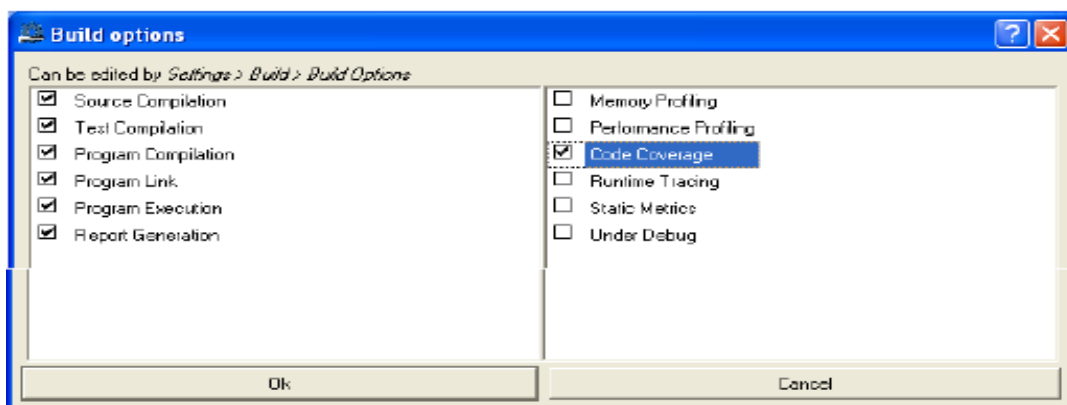 Build options
Can be edited by Settings > Build > Build Options
Source Compilation
Test Compilation
Program Compilation
Program Link
Program Execution
Report Generation
Memory Profiling
Performance Profiling
Code Coverage
Runtime Tracing
Static Metrics
Under Debug
Ok
Cancel